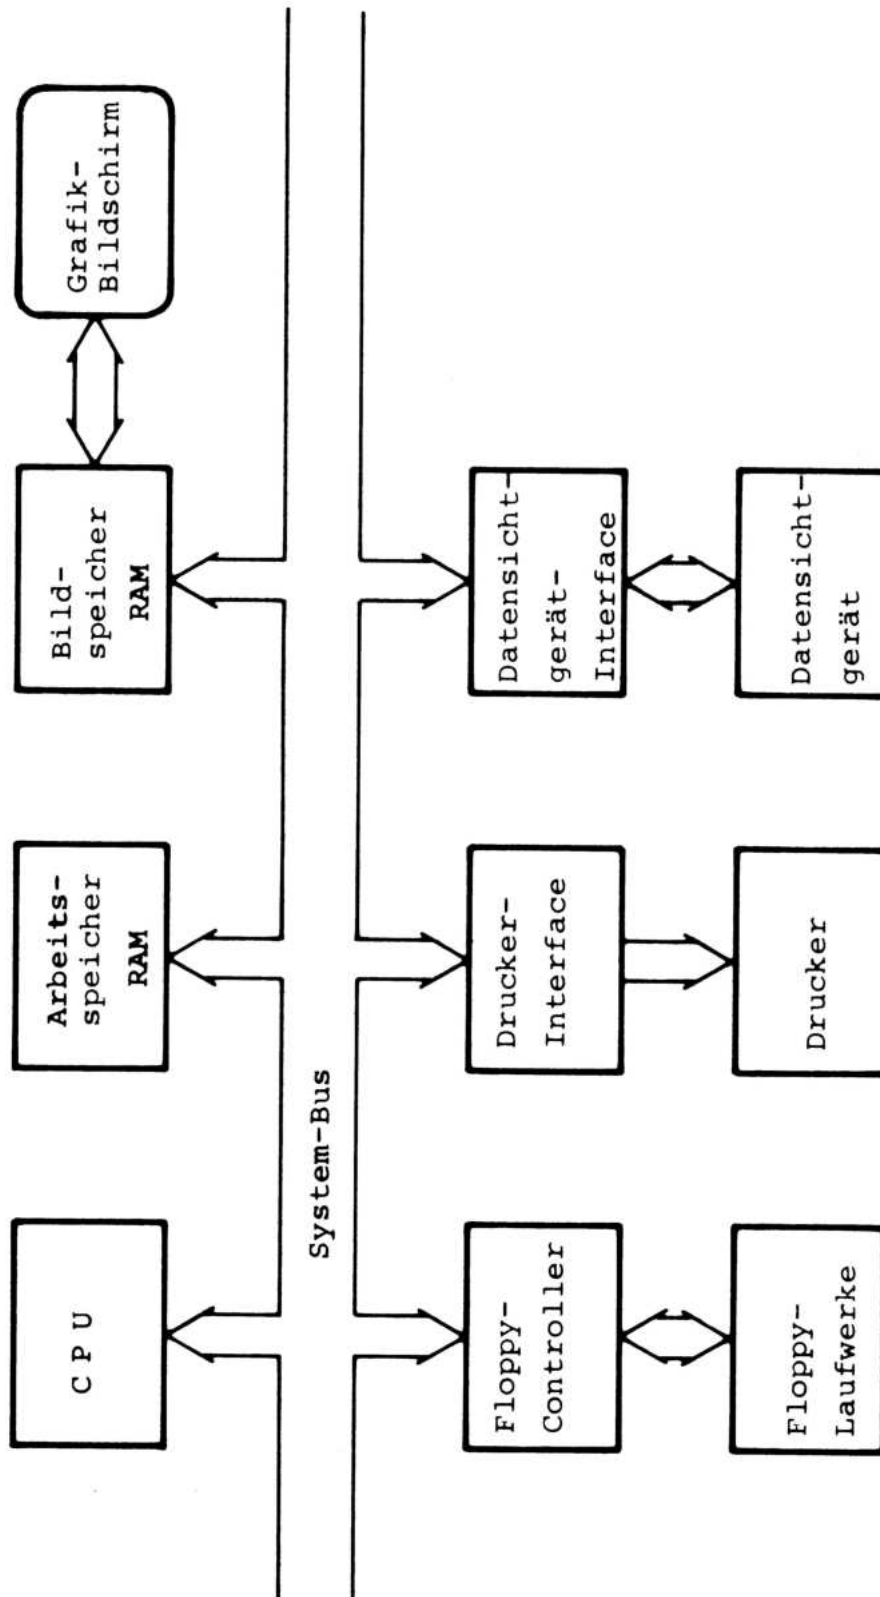 CPU
Arbeits-
speicher
RAM
Bild-
speicher
RAM
Grafik-
Bildschirm
System-Bus
Floppy-
Controller
Drucker-
Interface
Datensicht-
gerät-
Interface
Floppy-
Laufwerke
Drucker
Datensicht-
gerät